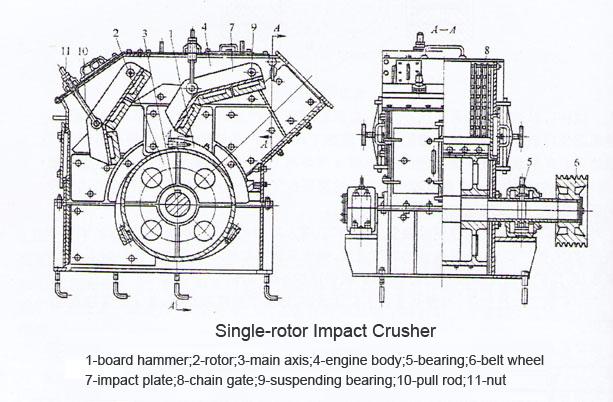 11 10 2 3 1 4 7 9 A
A
A
A—A
8
5
6
Single-rotor Impact Crusher
1-board hammer;2-rotor;3-main axis;4-engine body;5-bearing;6-belt wheel
7-impact plate;8-chain gate;9-suspending bearing;10-pull rod;11-nut